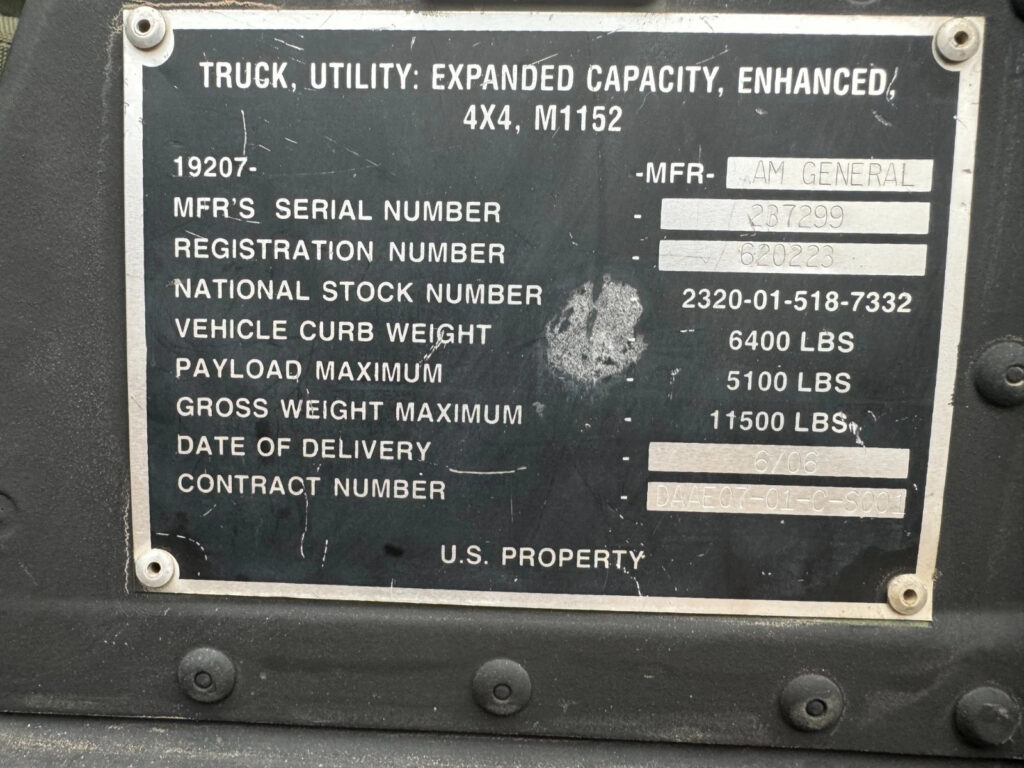 TRUCK, UTILITY: EXPANDED CAPACITY, ENHANCED,
4X4, M1152
19207- -MFR- AM GENERAL
MFR'S SERIAL NUMBER - 237299
REGISTRATION NUMBER - 620223
NATIONAL STOCK NUMBER 2320-01-518-7332
VEHICLE CURB WEIGHT - 6400 LBS
PAYLOAD MAXIMUM - 5100 LBS
GROSS WEIGHT MAXIMUM - 11500 LBS
DATE OF DELIVERY - 6/06
CONTRACT NUMBER - DAAE07-01-C-S001
U.S. PROPERTY